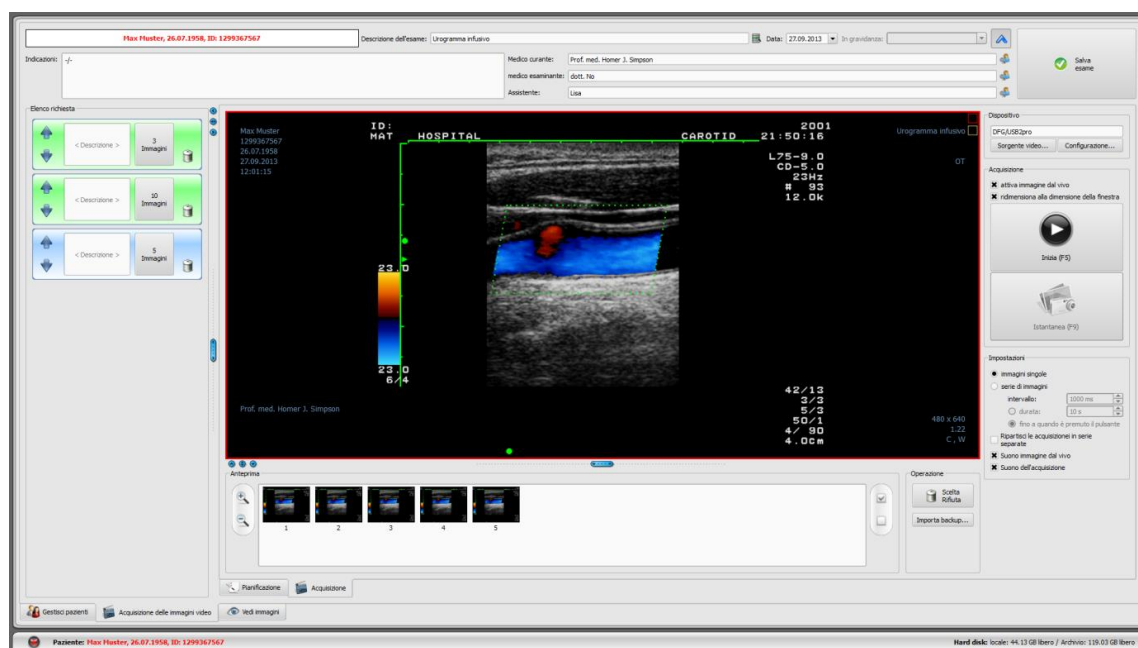 Max Muster, 26.07.1958, ID: 1299367567
Descrizione dell'esame: Urogramma infusivo
Data: 27.09.2013
In gravidanza:
Salva esame
Indicazioni: -/-
Medico curante: Prof. med. Homer J. Simpson
medico esaminante: dott. No
Assistente: Lisa
Elenco richiesta
< Descrizione >
3 Immagini
< Descrizione >
10 Immagini
< Descrizione >
5 Immagini
Max Muster
1299367567
26.07.1958
27.09.2013
12:01:15
ID:
MAT HOSPITAL
CAROTID
2001
21:50:16
Urogramma infusivo
OT
L75-9.0
CD-5.0
23Hz
# 93
12.0k
23.0
23.0
6/4
42/13
3/3
5/3
50/1
4/ 90
4.0cm
Prof. med. Homer J. Simpson
480 x 640
1.22
C , W
Dispositivo
DFG/USB2pro
Sorgente video...
Configurazione...
Acquisizione
attiva immagine dal vivo
ridimensiona alla dimensione della finestra
Inizia (F5)
Istantanea (F9)
Impostazioni
immagini singole
serie di immagini
intervallo: 1000 ms
durata: 10 s
fino a quando è premuto il pulsante
Ripartisci le acquisizionei in serie
separate
Suono immagine dal vivo
Suono dell'acquisizione
Anteprima
1 2 3 4 5
Operazione
Scelta
Rifiuta
Importa backup...
Pianificazione
Acquisizione
Gestisci pazienti
Acquisizione delle immagini video
Vedi immagini
Paziente: Max Muster, 26.07.1958, ID: 1299367567
Hard disk: locale: 44.13 GB libero / Archivio: 119.03 GB libero